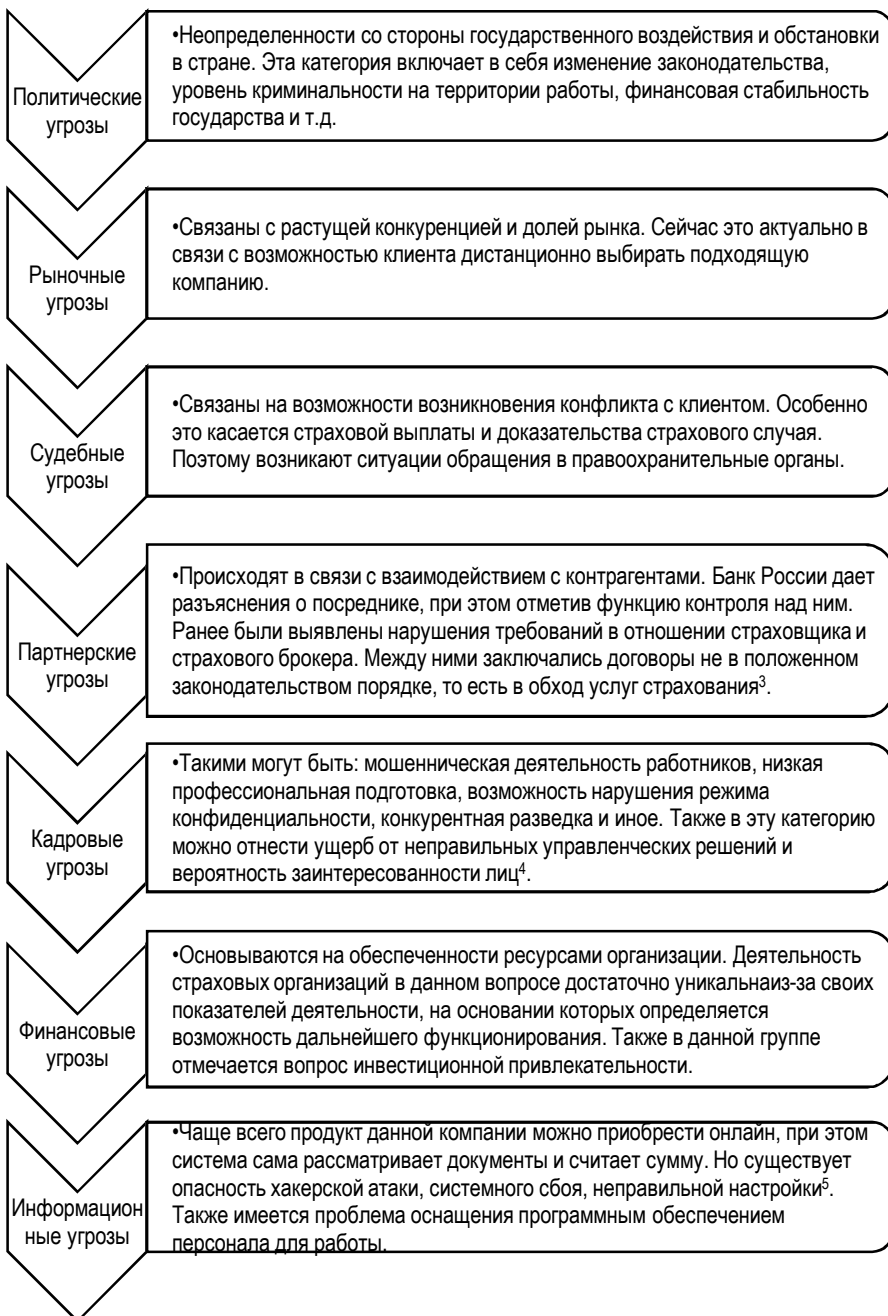 Политические
угрозы
•Неопределенности со стороны государственного воздействия и обстановки
в стране. Эта категория включает в себя изменение законодательства,
уровень криминальности на территории работы, финансовая стабильность
государства и т.д.
Рыночные
угрозы
•Связаны с растущей конкуренцией и долей рынка. Сейчас это актуально в
связи с возможностью клиента дистанционно выбирать подходящую
компанию.
Судебные
угрозы
•Связаны на возможности возникновения конфликта с клиентом. Особенно
это касается страховой выплаты и доказательства страхового случая.
Поэтому возникают ситуации обращения в правоохранительные органы.
Партнерские
угрозы
•Происходят в связи с взаимодействием с контрагентами. Банк России дает
разъяснения о посреднике, при этом отметив функцию контроля над ним.
Ранее были выявлены нарушения требований в отношении страховщика и
страхового брокера. Между ними заключались договоры не в положенном
законодательством порядке, то есть в обход услуг страхования³.
Кадровые
угрозы
•Такими могут быть: мошенническая деятельность работников, низкая
профессиональная подготовка, возможность нарушения режима
конфиденциальности, конкурентная разведка и иное. Также в эту категорию
можно отнести ущерб от неправильных управленческих решений и
вероятность заинтересованности лиц⁴.
Финансовые
угрозы
•Основываются на обеспеченности ресурсами организации. Деятельность
страховых организаций в данном вопросе достаточно уникальнаиз-за своих
показателей деятельности, на основании которых определяется
возможность дальнейшего функционирования. Также в данной группе
отмечается вопрос инвестиционной привлекательности.
Информацион
ные угрозы
•Чаще всего продукт данной компании можно приобрести онлайн, при этом
система сама рассматривает документы и считает сумму. Но существует
опасность хакерской атаки, системного сбоя, неправильной настройки⁵.
Также имеется проблема оснащения программным обеспечением
персонала для работы.